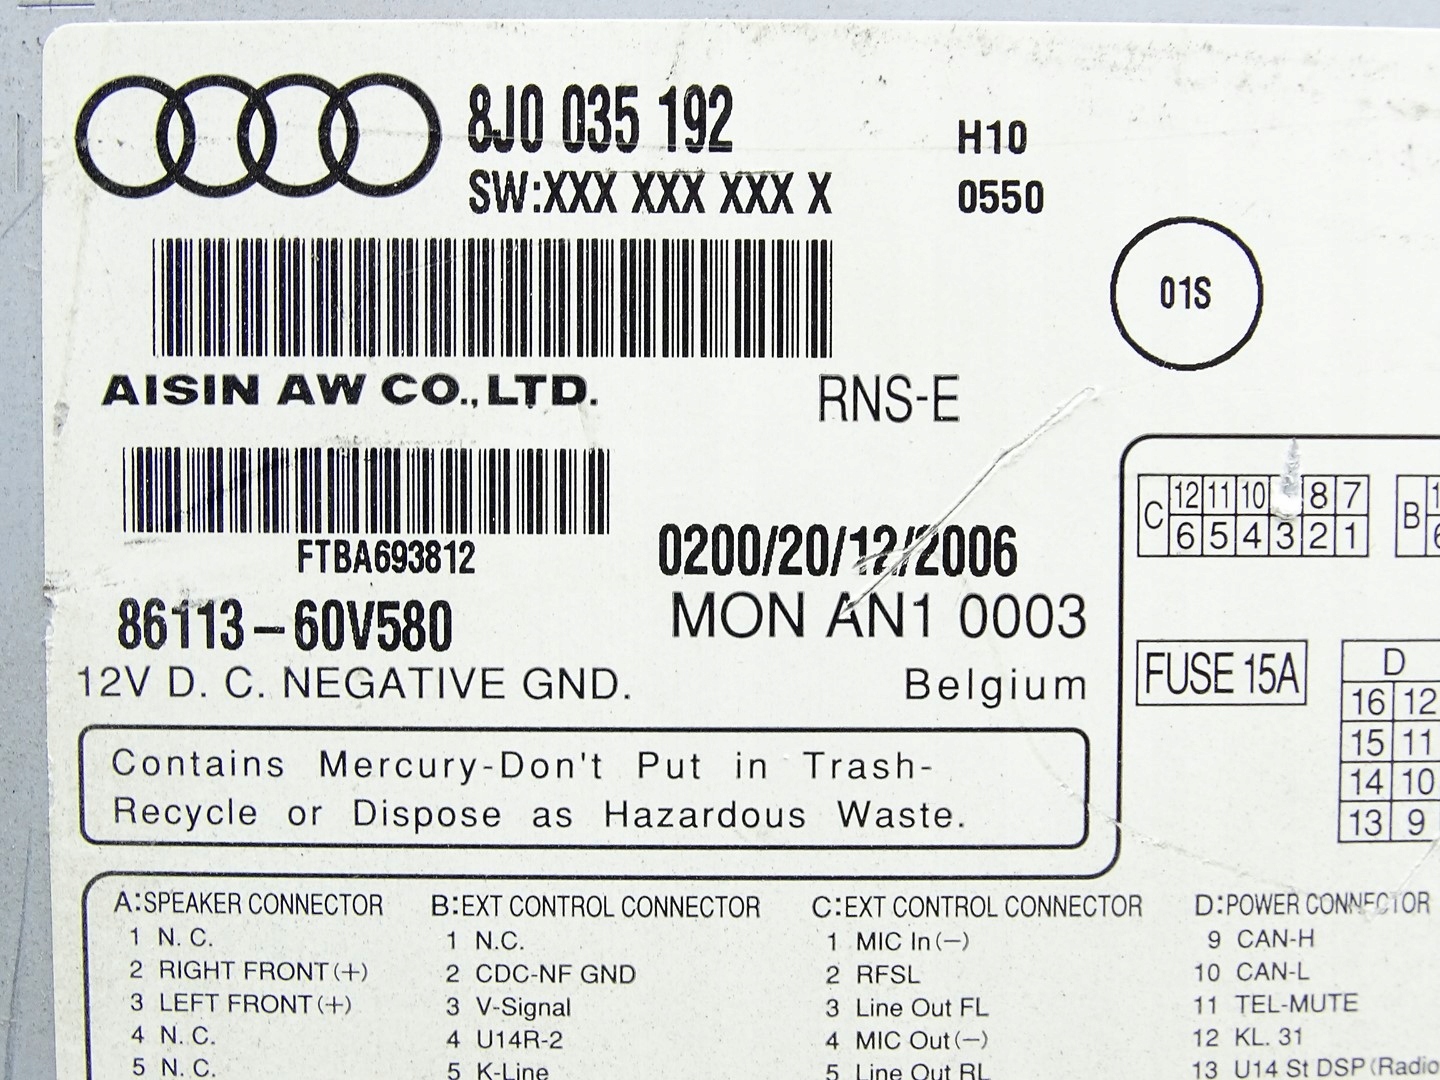 8J0 035 192
SW:XXX XXX XXX X
H10
0550
01S
AISIN AW CO.,LTD.
RNS-E
FTBA693812
0200/20/12/2006
86113-60V580
MON AN1 0003
12V D. C. NEGATIVE GND.
Belgium
C 12 11 10 8 7
6 5 4 3 2 1
B
FUSE 15A
D
16 12
15 11
14 10
13 9
Contains Mercury-Don't Put in Trash-
Recycle or Dispose as Hazardous Waste.
A:SPEAKER CONNECTOR
1 N. C.
2 RIGHT FRONT(+)
3 LEFT FRONT(+)
4 N. C.
5 N. C.
B:EXT CONTROL CONNECTOR
1 N.C.
2 CDC-NF GND
3 V-Signal
4 U14R-2
5 K-Line
C:EXT CONTROL CONNECTOR
1 MIC In(-)
2 RFSL
3 Line Out FL
4 MIC Out(-)
5 Line Out RL
D:POWER CONNECTOR
9 CAN-H
10 CAN-L
11 TEL-MUTE
12 KL. 31
13 U14 St DSP(Radio